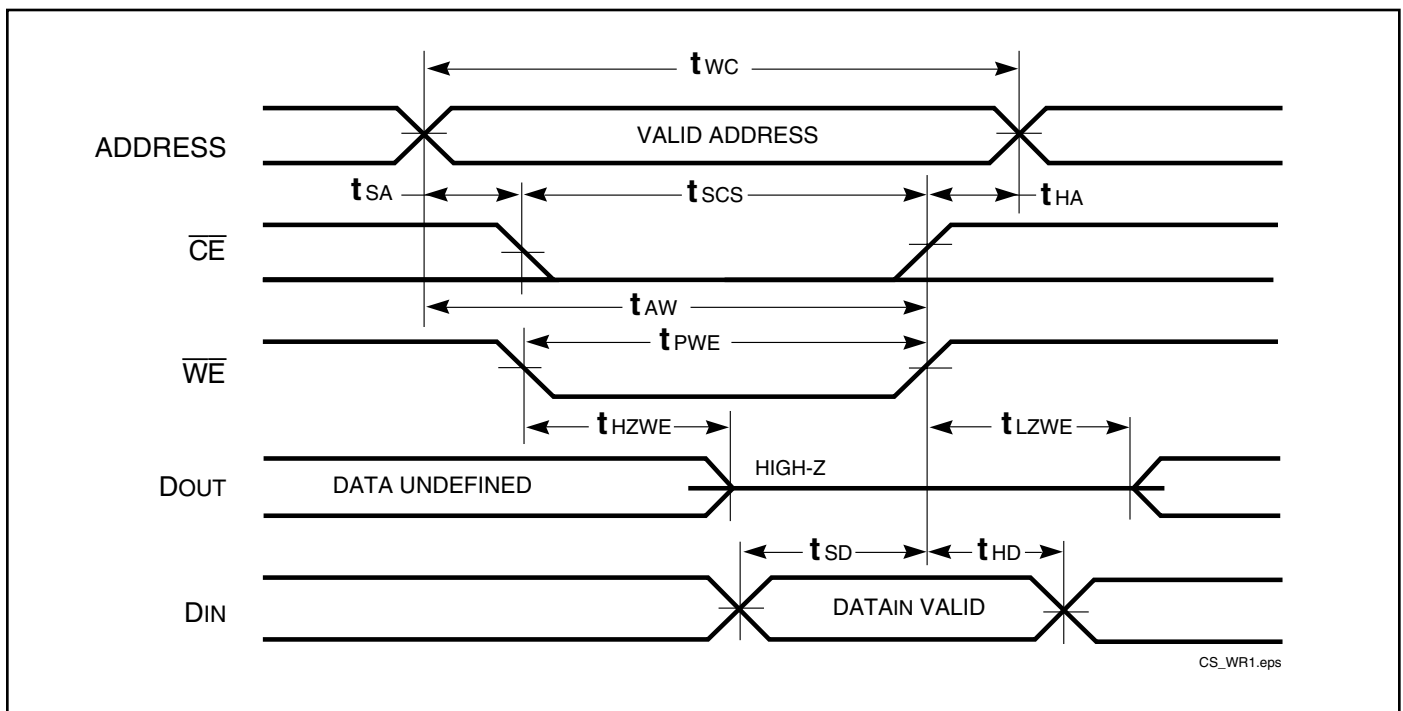 tWC
ADDRESS
VALID ADDRESS
tSA
tSCS
tHA
CE
tAW
tPWE
WE
tHZWE
tLZWE
DOUT
DATA UNDEFINED
HIGH-Z
tSD
tHD
DIN
DATAIN VALID
CS_WR1.eps